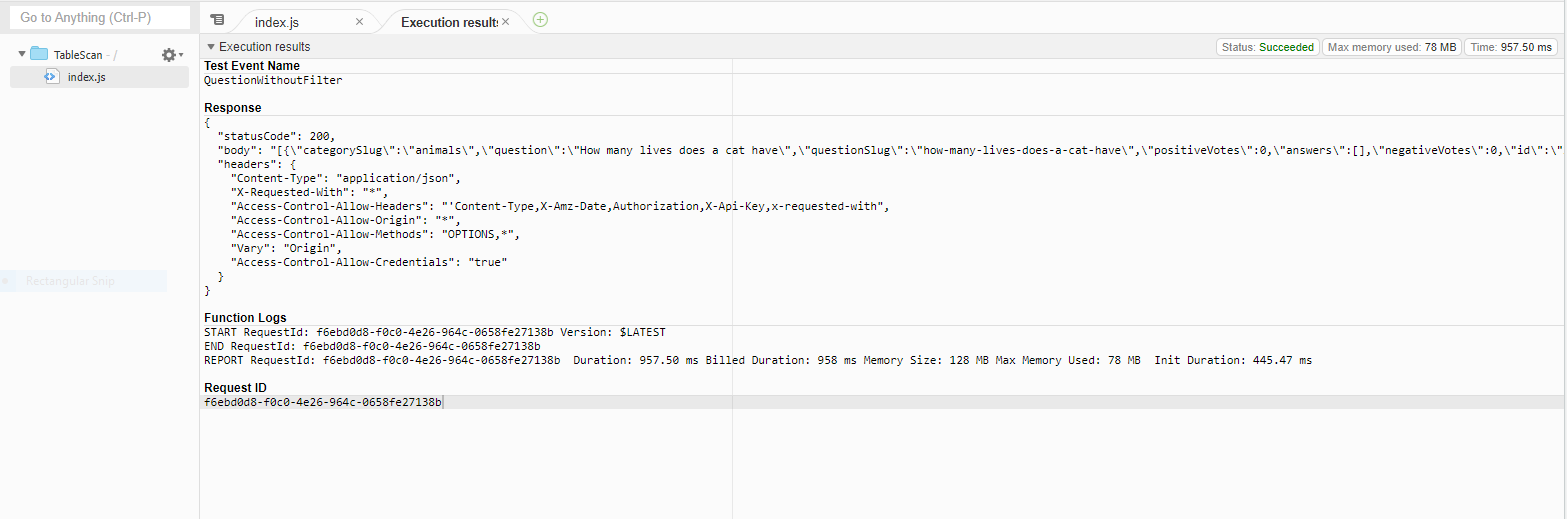 Go to Anything (Ctrl-P)
index.js
Execution results
TableScan - /
index.js
Execution results
Status: Succeeded
Max memory used: 78 MB
Time: 957.50 ms
Test Event Name
QuestionWithoutFilter
Response
{
"statusCode": 200,
"body": "[{\"categorySlug\":\"animals\",\"question\":\"How many lives does a cat have\",\"questionSlug\":\"how-many-lives-does-a-cat-have\",\"positiveVotes\":0,\"answers\":[],\"negativeVotes\":0,\"id\":\"
"headers": {
"Content-Type": "application/json",
"X-Requested-With": "*",
"Access-Control-Allow-Headers": "'Content-Type,X-Amz-Date,Authorization,X-Api-Key,x-requested-with",
"Access-Control-Allow-Origin": "*",
"Access-Control-Allow-Methods": "OPTIONS,*",
"Vary": "Origin",
"Access-Control-Allow-Credentials": "true"
}
}
Rectangular Snip
Function Logs
START RequestId: f6ebd0d8-f0c0-4e26-964c-0658fe27138b Version: $LATEST
END RequestId: f6ebd0d8-f0c0-4e26-964c-0658fe27138b
REPORT RequestId: f6ebd0d8-f0c0-4e26-964c-0658fe27138b Duration: 957.50 ms Billed Duration: 958 ms Memory Size: 128 MB Max Memory Used: 78 MB Init Duration: 445.47 ms
Request ID
f6ebd0d8-f0c0-4e26-964c-0658fe27138b